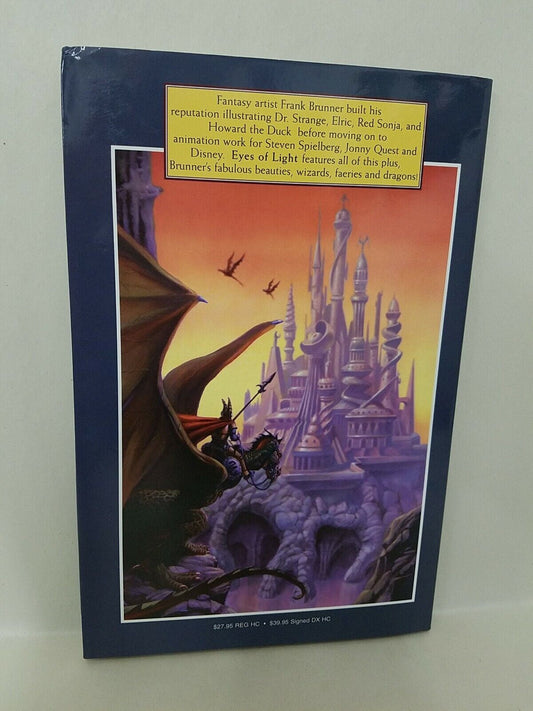 Fantasy artist Frank Brunner built his
reputation illustrating Dr. Strange, Elric, Red Sonja, and
Howard the Duck before moving on to
animation work for Steven Spielberg, Jonny Quest and
Disney. Eyes of Light features all of this plus,
Brunner's fabulous beauties, wizards, faeries and dragons!
$27.95 REG HC • $39.95 Signed DX HC